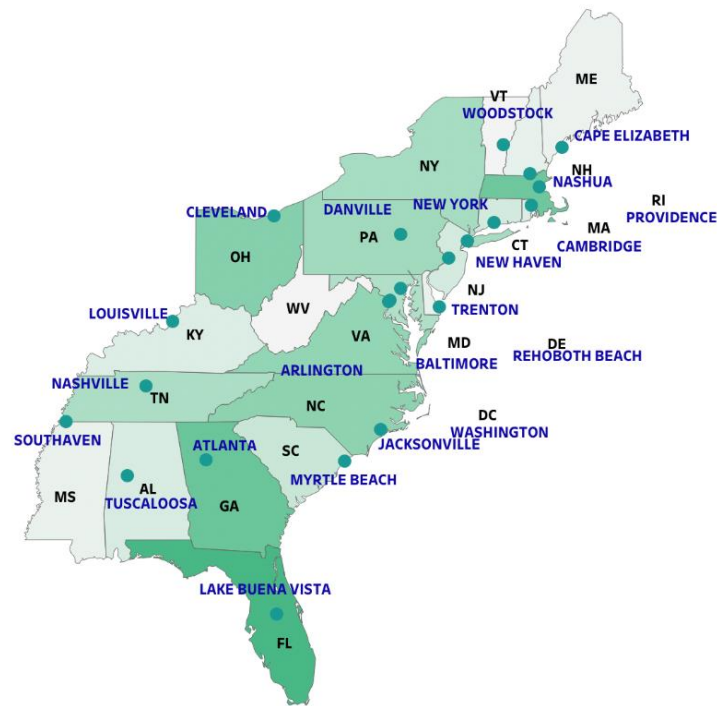 ME
VT
WOODSTOCK
CAPE ELIZABETH
NY
NH
NASHUA
RI
PROVIDENCE
CLEVELAND
DANVILLE
NEW YORK
PA
MA
CAMBRIDGE
CT
NEW HAVEN
OH
NJ
TRENTON
WV
LOUISVILLE
KY
VA
MD
BALTIMORE
DE
REHOBOTH BEACH
ARLINGTON
NASHVILLE
TN
NC
DC
WASHINGTON
SOUTHAVEN
ATLANTA
SC
JACKSONVILLE
MYRTLE BEACH
MS
AL
TUSCALOOSA
GA
LAKE BUENA VISTA
FL